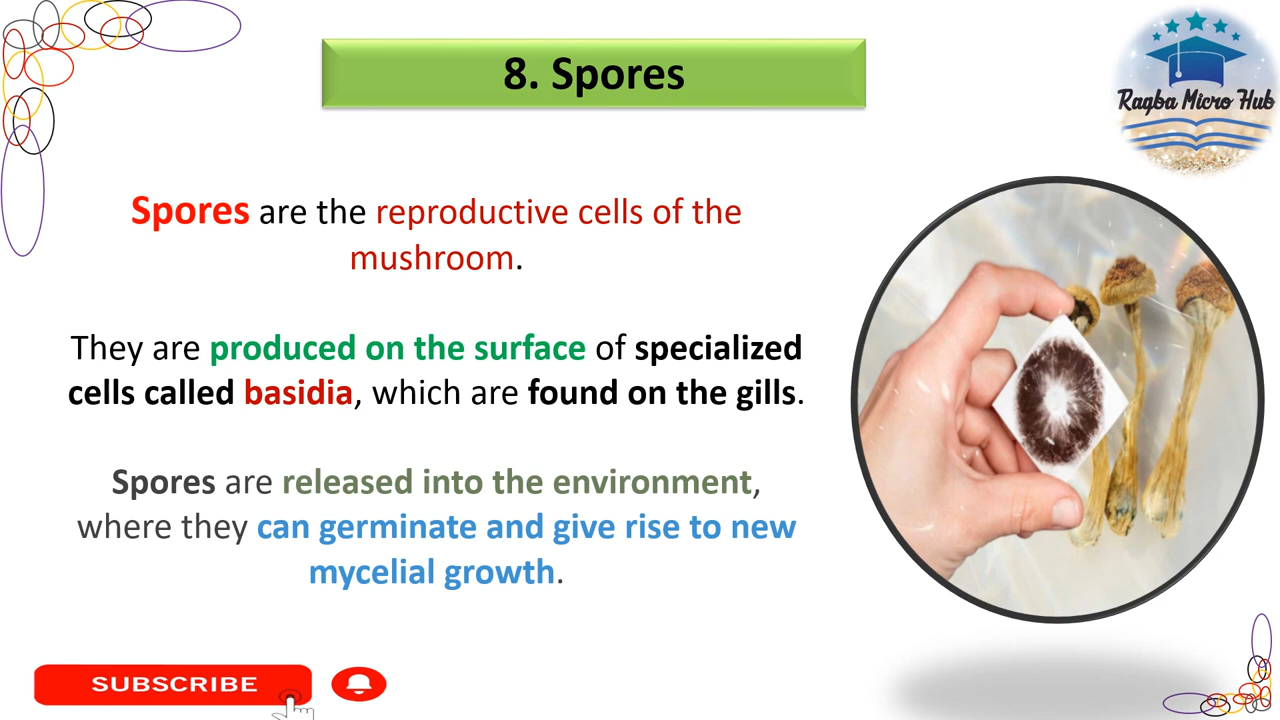 8. Spores
Ragba Micro Hub
Spores are the reproductive cells of the
mushroom.
They are produced on the surface of specialized
cells called basidia, which are found on the gills.
Spores are released into the environment,
where they can germinate and give rise to new
mycelial growth.
SUBSCRIBE